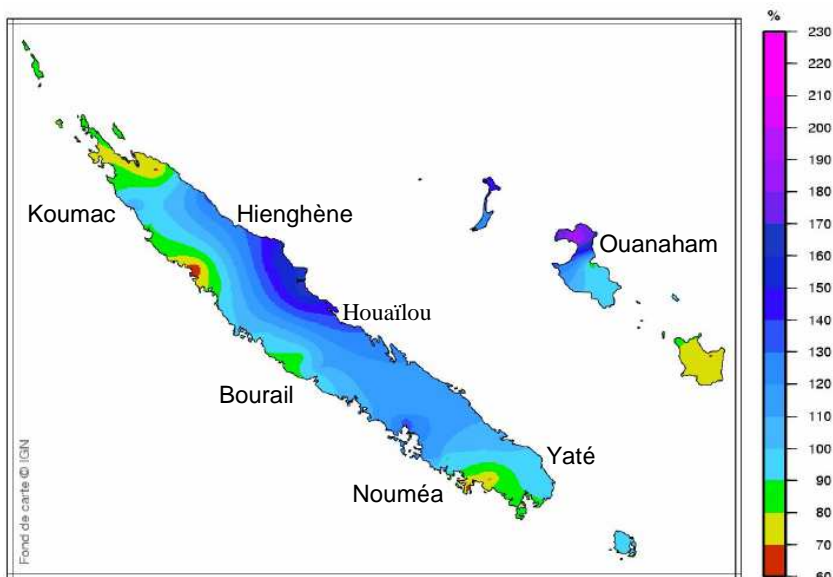 %
230
220
210
200
190
180
170
160
150
140
130
120
110
100
90
80
70
60
Koumac
Hienghène
Ouanaham
Houaïlou
Bourail
Yaté
Nouméa
Fond de carte © IGN